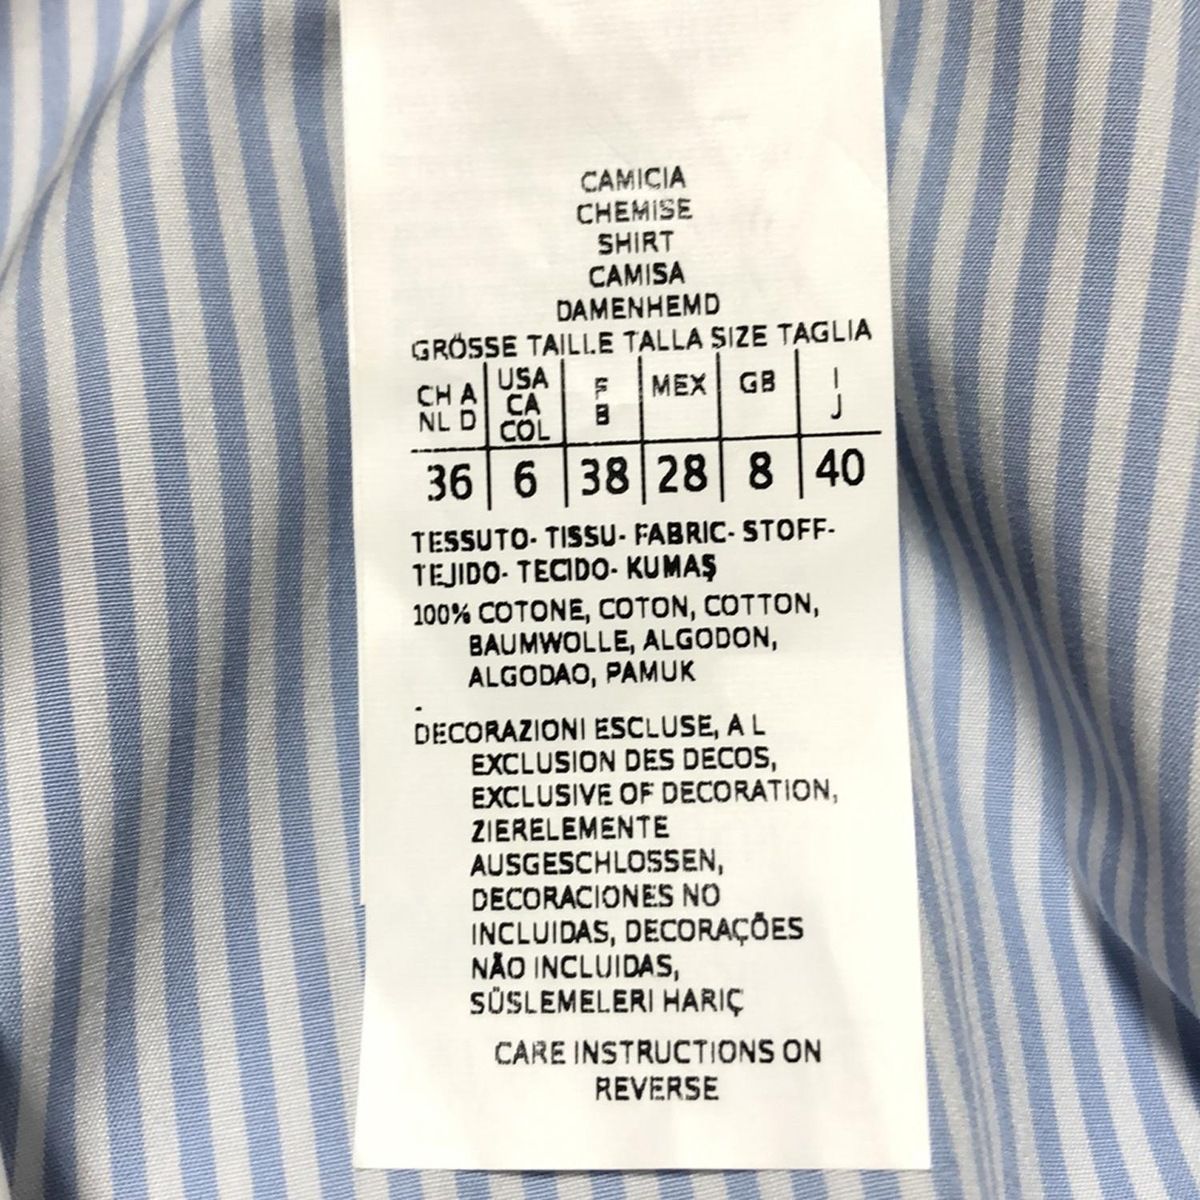 CAMICIA
CHEMISE
SHIRT
CAMISA
DAMENHEMD
GRÖSSE TAILLE TALLA SIZE TAGLIA
CH A NL D | USA CA COL | F B | MEX | GB | I J
36 | 6 | 38 | 28 | 8 | 40
TESSUTO- TISSU- FABRIC- STOFF-
TEJIDO- TECIDO- KUMAŞ
100% COTONE, COTON, COTTON,
BAUMWOLLE, ALGODON,
ALGODAO, PAMUK
.
DECORAZIONI ESCLUSE, A L
EXCLUSION DES DECOS,
EXCLUSIVE OF DECORATION,
ZIERELEMENTE
AUSGESCHLOSSEN,
DECORACIONES NO
INCLUIDAS, DECORAÇÕES
NÃO INCLUIDAS,
SÜSLEMELERI HARIÇ
CARE INSTRUCTIONS ON
REVERSE